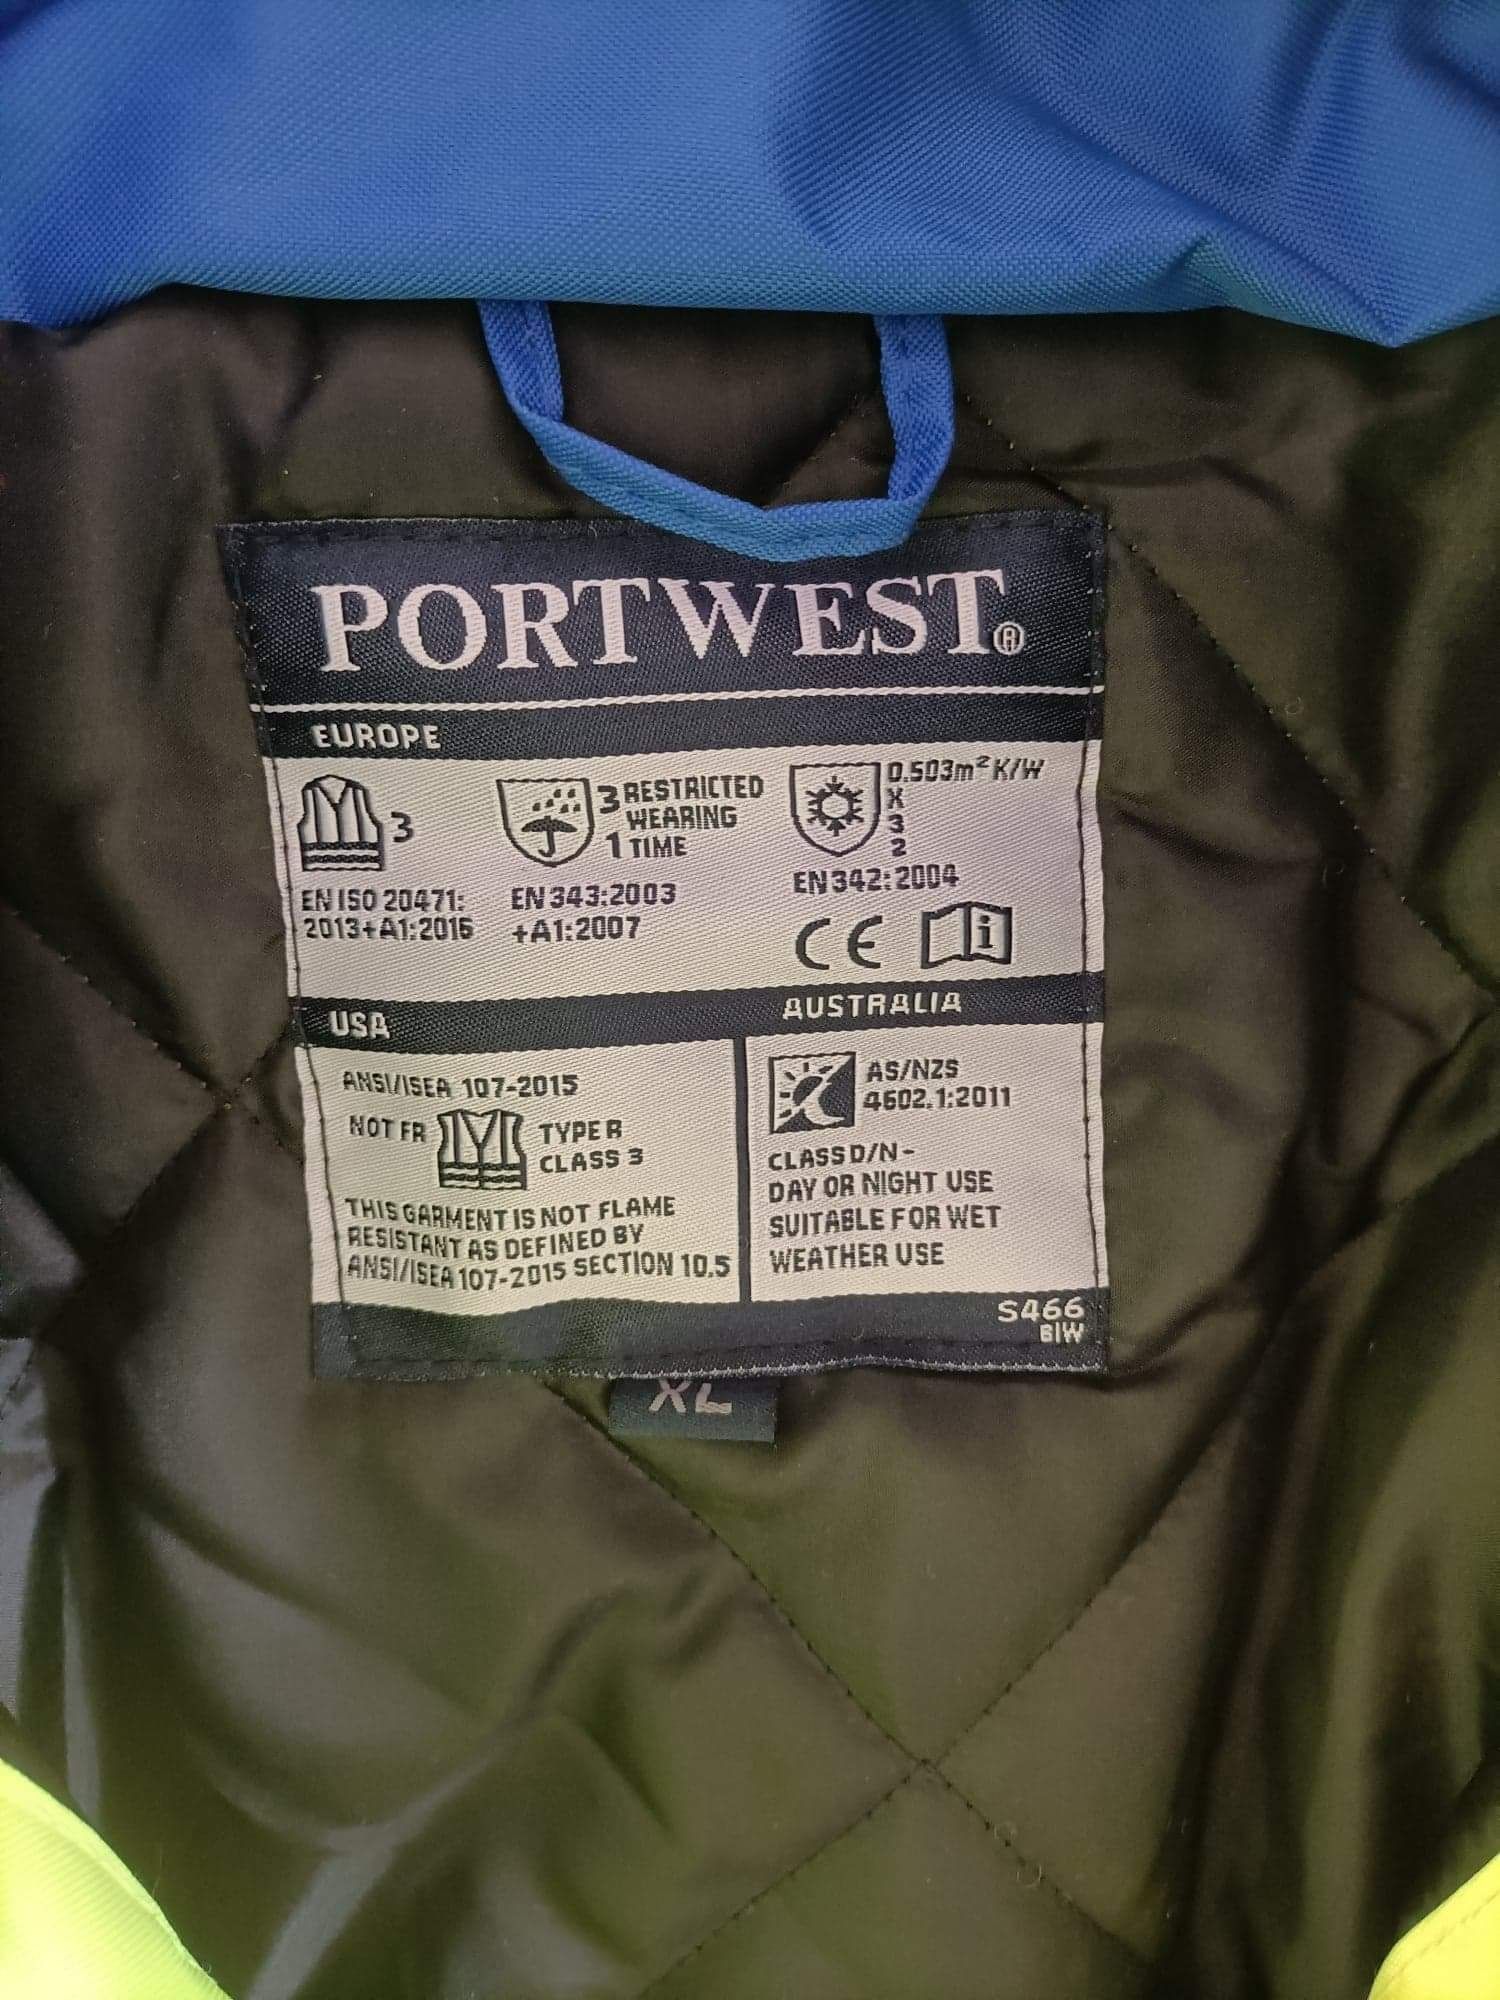 PORTWEST®
EUROPE
3
EN ISO 20471:
2013+A1:2016
3 RESTRICTED
WEARING
1 TIME
EN 343:2003
+A1:2007
0.503m² K/W
X
3
2
EN 342:2004
CE i
USA
ANSI/ISEA 107-2015
NOT FR
TYPE R
CLASS 3
THIS GARMENT IS NOT FLAME
RESISTANT AS DEFINED BY
ANSI/ISEA 107-2015 SECTION 10.5
AUSTRALIA
AS/NZS
4602.1:2011
CLASS D/N -
DAY OR NIGHT USE
SUITABLE FOR WET
WEATHER USE
S466
BIW
XL